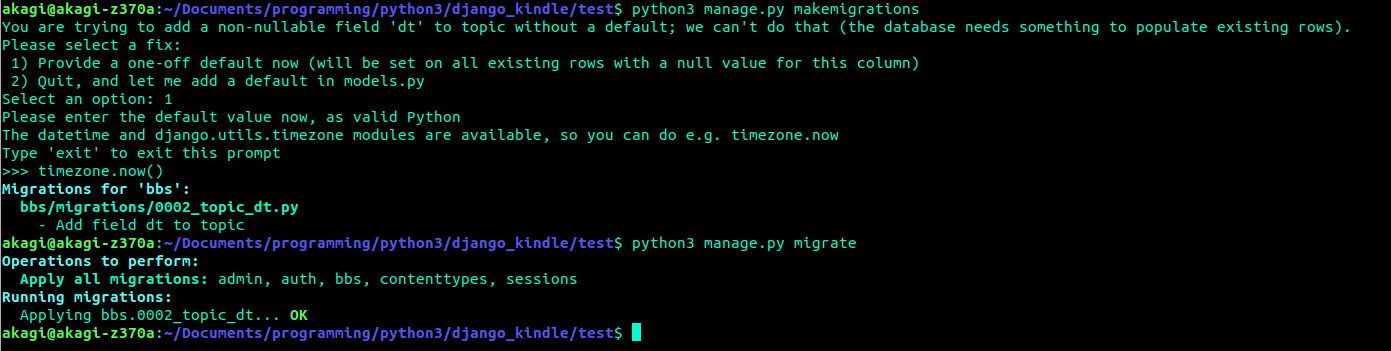 akagi@akagi-z370a:~/Documents/programming/python3/django_kindle/test$ python3 manage.py makemigrations
You are trying to add a non-nullable field 'dt' to topic without a default; we can't do that (the database needs something to populate existing rows).
Please select a fix:
 1) Provide a one-off default now (will be set on all existing rows with a null value for this column)
 2) Quit, and let me add a default in models.py
Select an option: 1
Please enter the default value now, as valid Python
The datetime and django.utils.timezone modules are available, so you can do e.g. timezone.now
Type 'exit' to exit this prompt
>>> timezone.now()
Migrations for 'bbs':
  bbs/migrations/0002_topic_dt.py
    - Add field dt to topic
akagi@akagi-z370a:~/Documents/programming/python3/django_kindle/test$ python3 manage.py migrate
Operations to perform:
  Apply all migrations: admin, auth, bbs, contenttypes, sessions
Running migrations:
  Applying bbs.0002_topic_dt... OK
akagi@akagi-z370a:~/Documents/programming/python3/django_kindle/test$